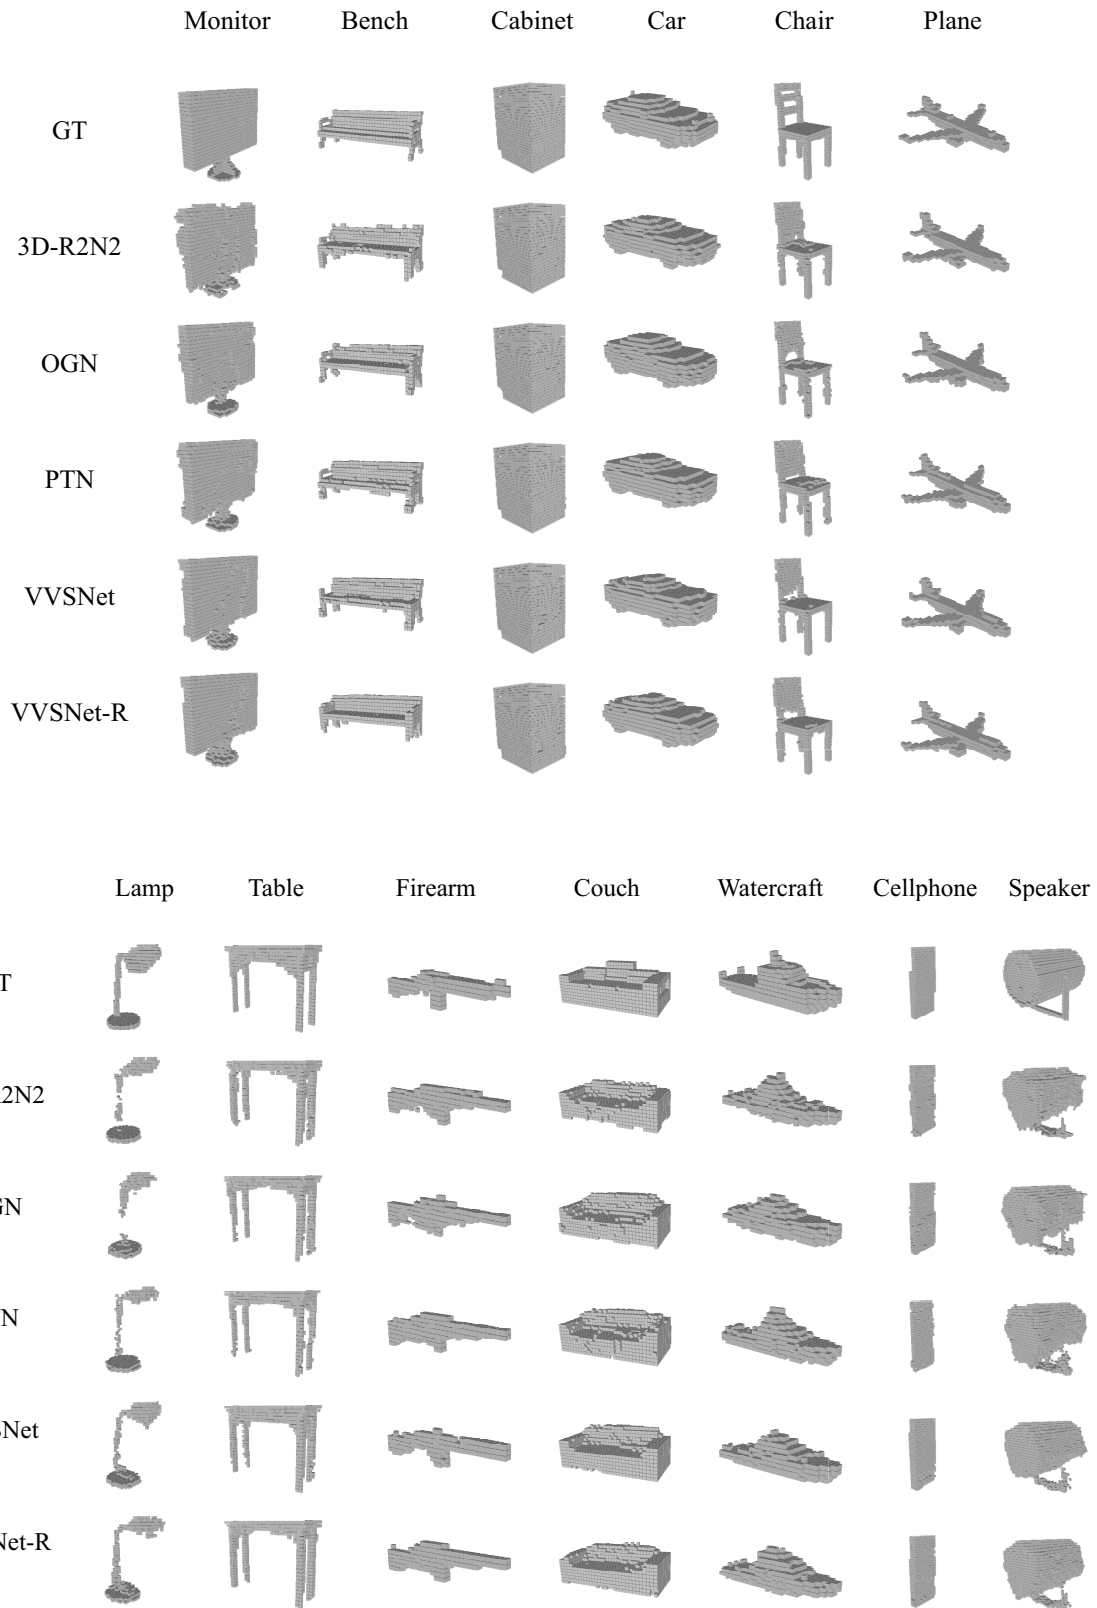 Monitor Bench Cabinet Car Chair Plane
GT
3D-R2N2
OGN
PTN
VVSNet
VVSNet-R
Lamp Table Firearm Couch Watercraft Cellphone Speaker
T
2N2
GN
N
SNet
Net-R